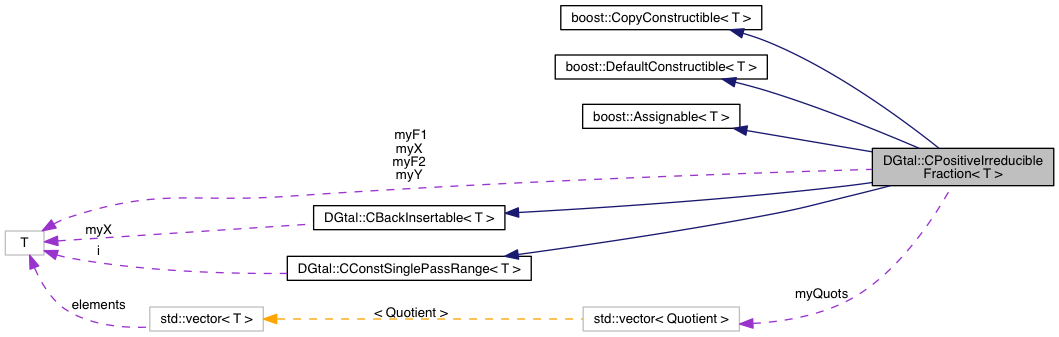 boost::CopyConstructible< T >
boost::DefaultConstructible< T >
boost::Assignable< T >
myF1
myX
myF2
myY
DGtal::CPositiveIrreducible
Fraction< T >
DGtal::CBackInsertable< T >
myX
T
i
DGtal::CConstSinglePassRange< T >
elements
myQuots
std::vector< T >
< Quotient >
std::vector< Quotient >